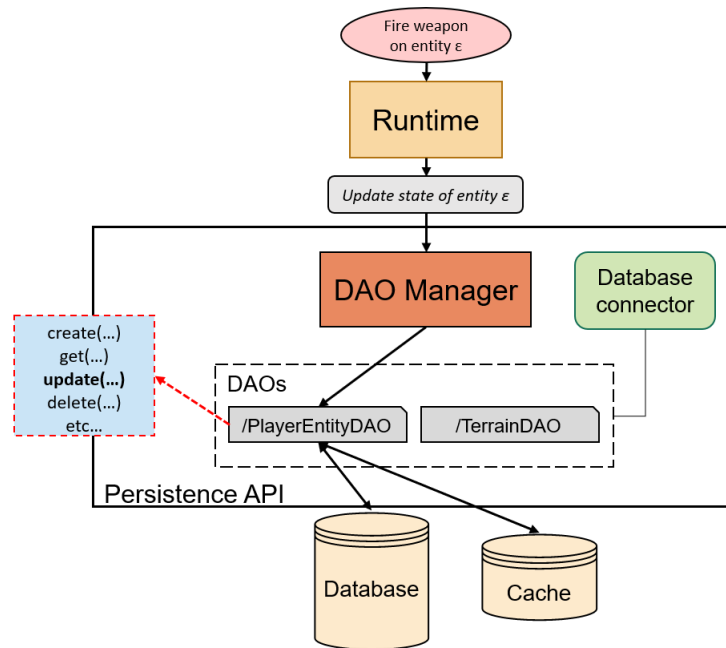 Fire weapon
on entity ε
Runtime
Update state of entity ε
DAO Manager
Database
connector
create(...)
get(...)
update(...)
delete(...)
etc...
DAOs
/PlayerEntityDAO
/TerrainDAO
Persistence API
Database
Cache